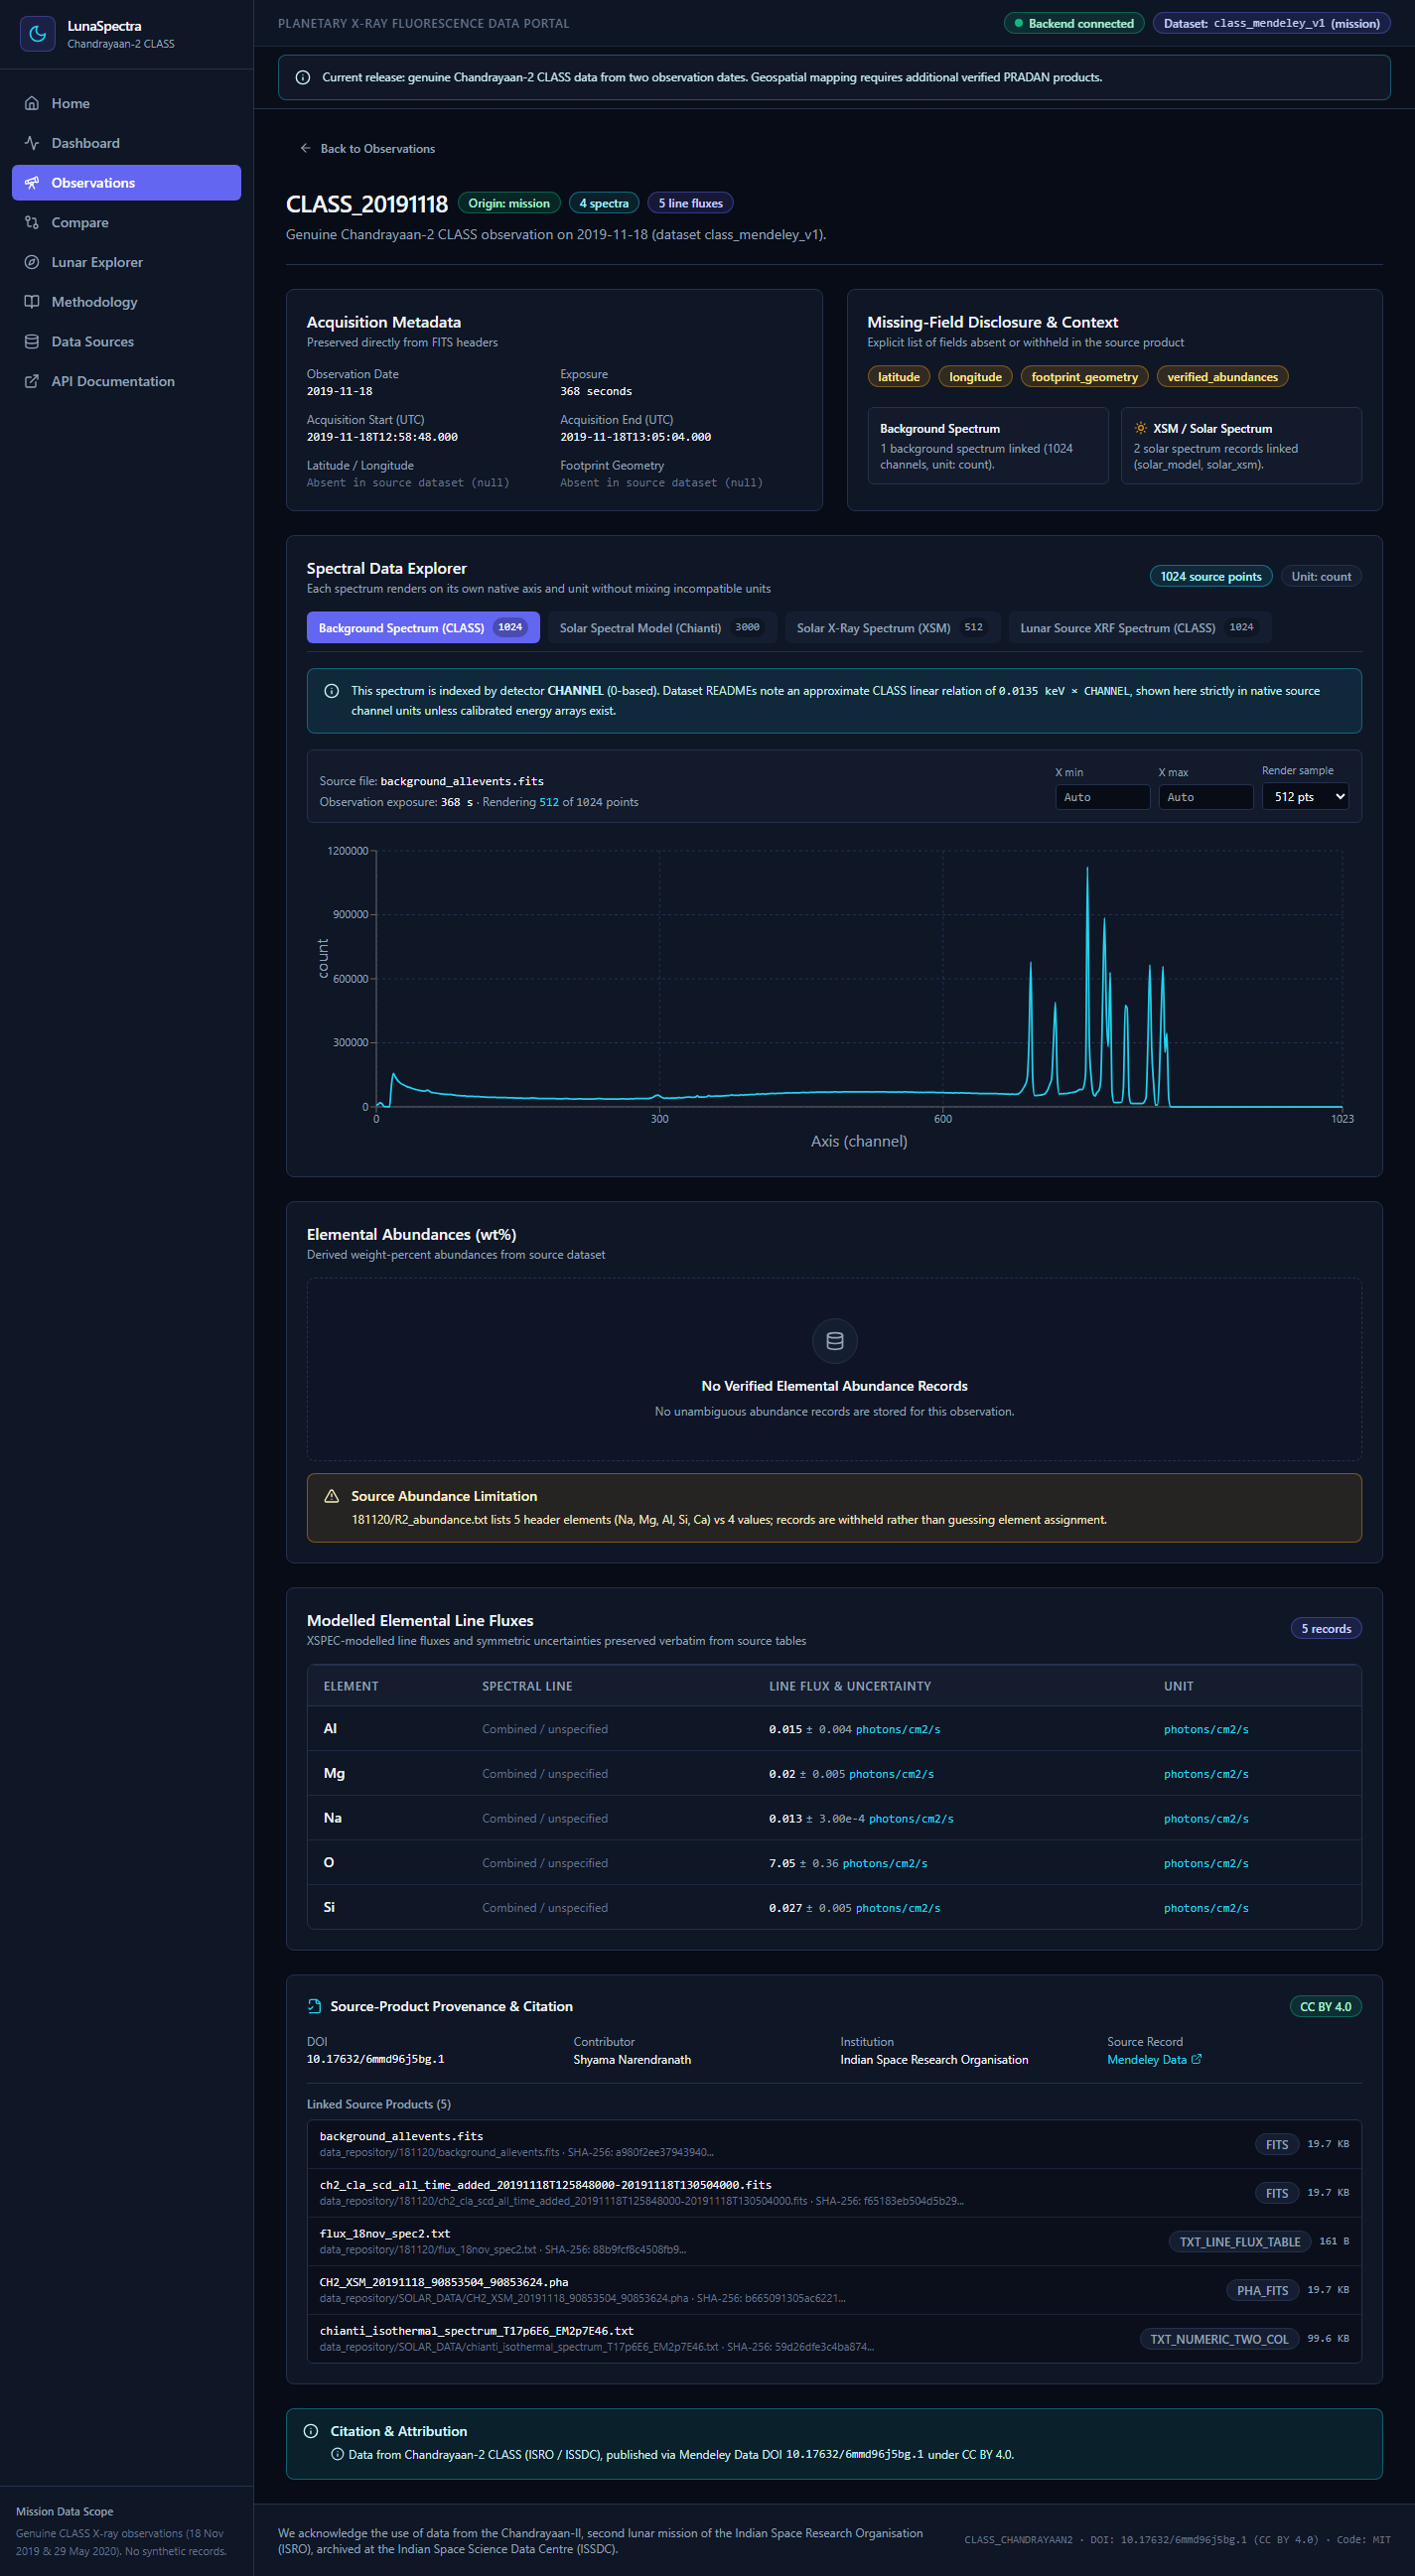 LunaSpectra
Chandrayaan-2 CLASS
Home
Dashboard
Observations
Compare
Lunar Explorer
Methodology
Data Sources
API Documentation
Mission Data Scope
Genuine CLASS X-ray observations (18 Nov
2019 & 29 May 2020). No synthetic records.
PLANETARY X-RAY FLUORESCENCE DATA PORTAL
Backend connected
Dataset: class_mendeley_v1 (mission)
Current release: genuine Chandrayaan-2 CLASS data from two observation dates. Geospatial mapping requires additional verified PRADAN products.
Back to Observations
CLASS_20191118 Origin: mission 4 spectra 5 line fluxes
Genuine Chandrayaan-2 CLASS observation on 2019-11-18 (dataset class_mendeley_v1).
Acquisition Metadata
Preserved directly from FITS headers
Observation Date Exposure
2019-11-18 368 seconds
Acquisition Start (UTC) Acquisition End (UTC)
2019-11-18T12:58:48.000 2019-11-18T13:05:04.000
Latitude / Longitude Footprint Geometry
Absent in source dataset (null) Absent in source dataset (null)
Missing-Field Disclosure & Context
Explicit list of fields absent or withheld in the source product
latitude longitude footprint_geometry verified_abundances
Background Spectrum
1 background spectrum linked (1024
channels, unit: count).
XSM / Solar Spectrum
2 solar spectrum records linked
(solar_model, solar_xsm).
Spectral Data Explorer
Each spectrum renders on its own native axis and unit without mixing incompatible units
1024 source points Unit: count
Background Spectrum (CLASS) 1024 Solar Spectral Model (Chianti) 3000 Solar X-Ray Spectrum (XSM) 512 Lunar Source XRF Spectrum (CLASS) 1024
This spectrum is indexed by detector CHANNEL (0-based). Dataset READMEs note an approximate CLASS linear relation of 0.0135 keV × CHANNEL, shown here strictly in native source
channel units unless calibrated energy arrays exist.
Source file: background_allevents.fits
Observation exposure: 368 s · Rendering 512 of 1024 points
X min X max Render sample
Auto Auto 512 pts
1200000
900000
600000
300000
0
count
0 300 600 1023
Axis (channel)
Elemental Abundances (wt%)
Derived weight-percent abundances from source dataset
No Verified Elemental Abundance Records
No unambiguous abundance records are stored for this observation.
Source Abundance Limitation
181120/R2_abundance.txt lists 5 header elements (Na, Mg, Al, Si, Ca) vs 4 values; records are withheld rather than guessing element assignment.
Modelled Elemental Line Fluxes
XSPEC-modelled line fluxes and symmetric uncertainties preserved verbatim from source tables
5 records
ELEMENT SPECTRAL LINE LINE FLUX & UNCERTAINTY UNIT
Al Combined / unspecified 0.015 ± 0.004 photons/cm2/s photons/cm2/s
Mg Combined / unspecified 0.02 ± 0.005 photons/cm2/s photons/cm2/s
Na Combined / unspecified 0.013 ± 3.00e-4 photons/cm2/s photons/cm2/s
O Combined / unspecified 7.05 ± 0.36 photons/cm2/s photons/cm2/s
Si Combined / unspecified 0.027 ± 0.005 photons/cm2/s photons/cm2/s
Source-Product Provenance & Citation CC BY 4.0
DOI Contributor Institution Source Record
10.17632/6mmd96j5bg.1 Shyama Narendranath Indian Space Research Organisation Mendeley Data
Linked Source Products (5)
background_allevents.fits
data_repository/181120/background_allevents.fits · SHA-256: a980f2ee37943940...
FITS 19.7 KB
ch2_cla_scd_all_time_added_20191118T125848000-20191118T130504000.fits
data_repository/181120/ch2_cla_scd_all_time_added_20191118T125848000-20191118T130504000.fits · SHA-256: f65183eb504d5b29...
FITS 19.7 KB
flux_18nov_spec2.txt
data_repository/181120/flux_18nov_spec2.txt · SHA-256: 88b9fcf8c4508fb9...
TXT_LINE_FLUX_TABLE 161 B
CH2_XSM_20191118_90853504_90853624.pha
data_repository/SOLAR_DATA/CH2_XSM_20191118_90853504_90853624.pha · SHA-256: b665091305ac6221...
PHA_FITS 19.7 KB
chianti_isothermal_spectrum_T17p6E6_EM2p7E46.txt
data_repository/SOLAR_DATA/chianti_isothermal_spectrum_T17p6E6_EM2p7E46.txt · SHA-256: 59d26dfe3c4ba874...
TXT_NUMERIC_TWO_COL 99.6 KB
Citation & Attribution
Data from Chandrayaan-2 CLASS (ISRO / ISSDC), published via Mendeley Data DOI 10.17632/6mmd96j5bg.1 under CC BY 4.0.
We acknowledge the use of data from the Chandrayaan-II, second lunar mission of the Indian Space Research Organisation
(ISRO), archived at the Indian Space Science Data Centre (ISSDC).
CLASS_CHANDRAYAAN2 · DOI: 10.17632/6mmd96j5bg.1 (CC BY 4.0) · Code: MIT